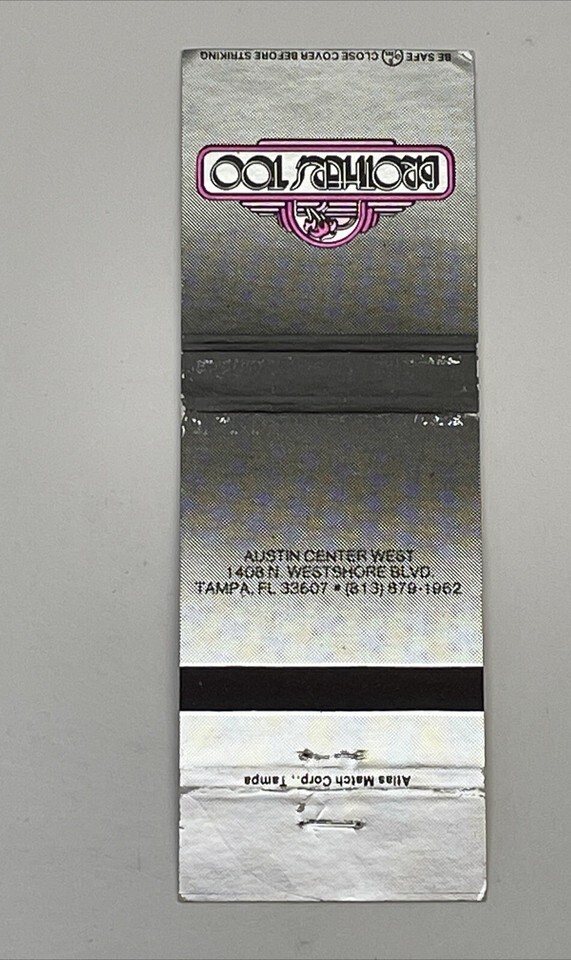 BE SAFE CLOSE COVER BEFORE STRIKING
BROTHERS TOO
AUSTIN CENTER WEST
1408 N. WESTSHORE BLVD.
TAMPA, FL 33607 • (813) 879-1962
Atlas Match Corp., Tampa